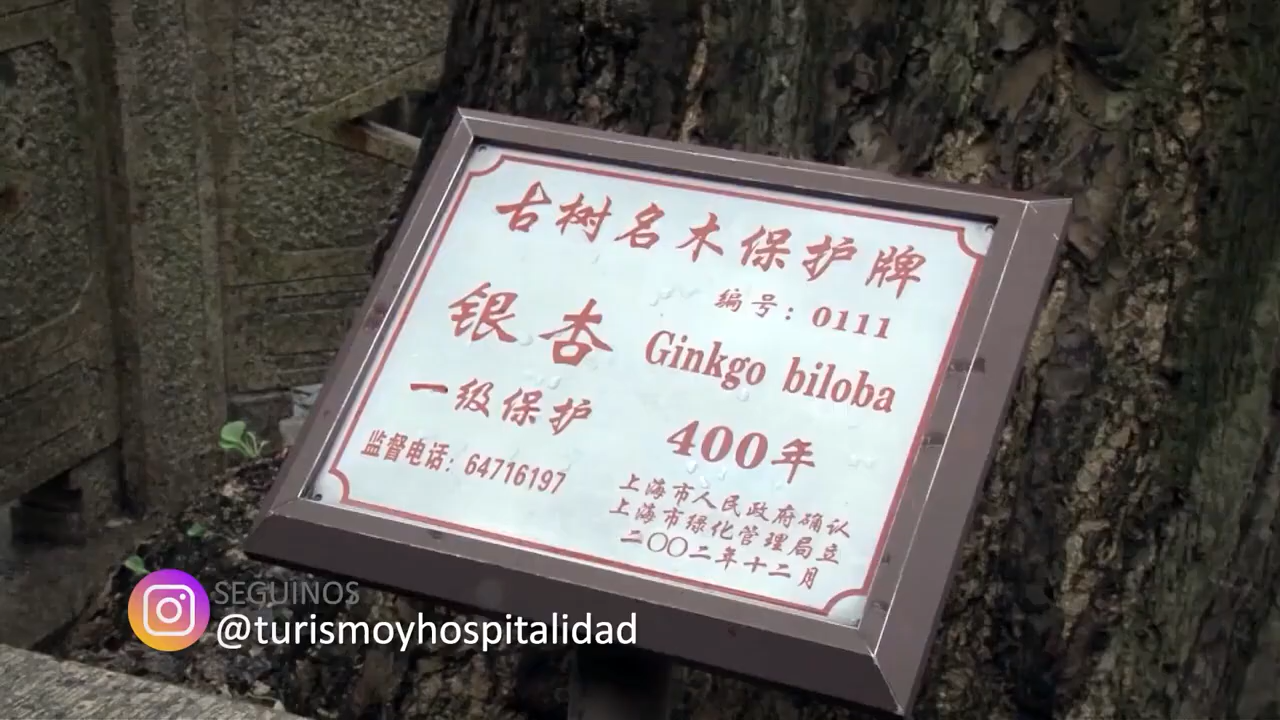 古树名木保护牌
编号：0111
银杏 Ginkgo biloba
一级保护
400年
监督电话：64716197
上海市人民政府确认
上海市绿化管理局立
二〇〇二年十二月
SEGUINOS
@turismoyhospitalidad